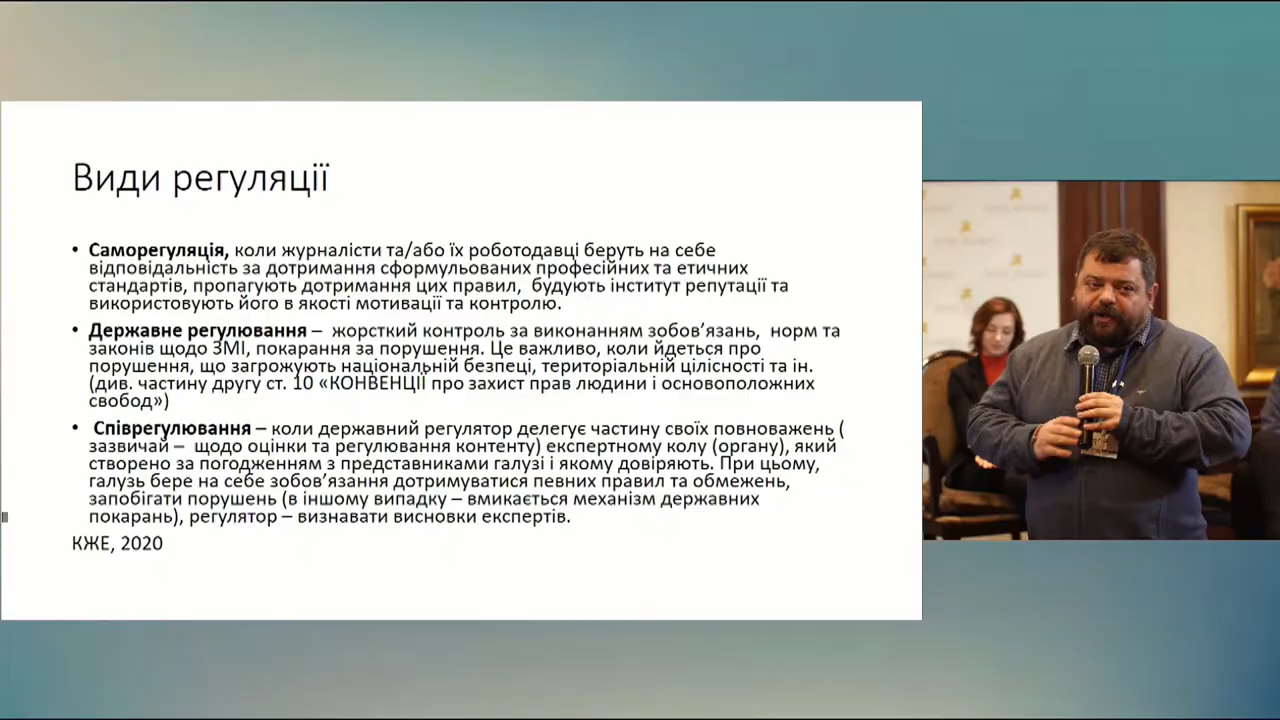 Види регуляції
• Саморегуляція, коли журналісти та/або їх роботодавці беруть на себе
відповідальність за дотримання сформульованих професійних та етичних
стандартів, пропагують дотримання цих правил, будують інститут репутації та
використовують його в якості мотивації та контролю.
• Державне регулювання – жорсткий контроль за виконанням зобов’язань, норм та
законів щодо ЗМІ, покарання за порушення. Це важливо, коли йдеться про
порушення, що загрожують національній безпеці, територіальній цілісності та ін.
(див. частину другу ст. 10 «КОНВЕНЦІЇ про захист прав людини і основоположних
свобод»)
• Співрегулювання – коли державний регулятор делегує частину своїх повноважень (
зазвичай – щодо оцінки та регулювання контенту) експертному колу (органу), який
створено за погодженням з представниками галузі і якому довіряють. При цьому,
галузь бере на себе зобов’язання дотримуватися певних правил та обмежень,
запобігати порушень (в іншому випадку – вмикається механізм державних
покарань), регулятор – визнавати висновки експертів.
КЖЕ, 2020